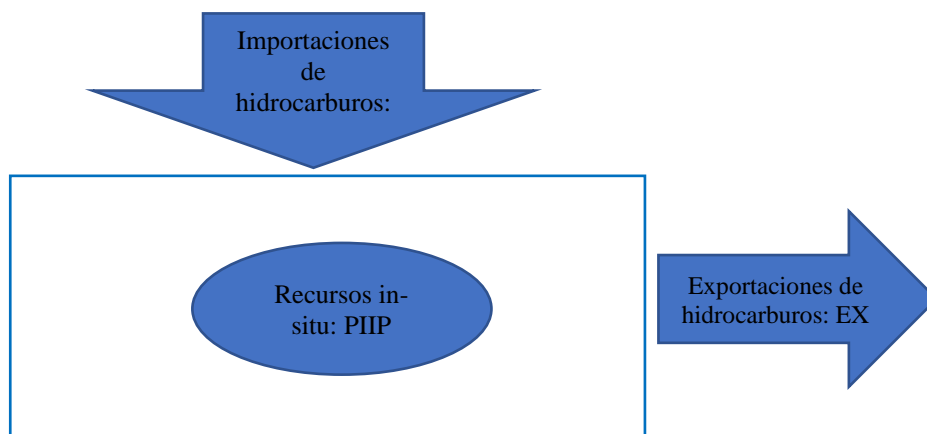 Importaciones
de
hidrocarburos:
Recursos in-
situ: PIIP
Exportaciones de
hidrocarburos: EX